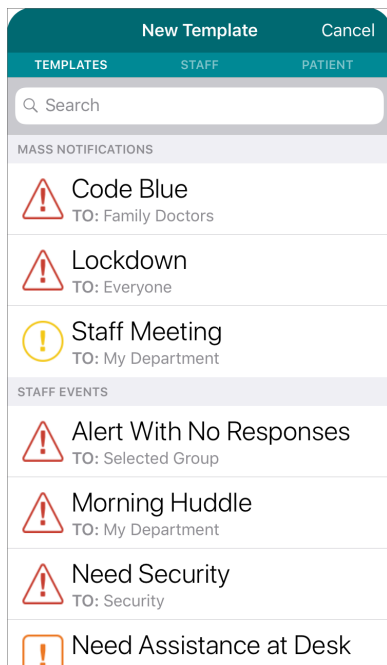 New Template
Cancel
TEMPLATES
STAFF
PATIENT
Search
MASS NOTIFICATIONS
Code Blue
TO: Family Doctors
Lockdown
TO: Everyone
Staff Meeting
TO: My Department
STAFF EVENTS
Alert With No Responses
TO: Selected Group
Morning Huddle
TO: My Department
Need Security
TO: Security
Need Assistance at Desk